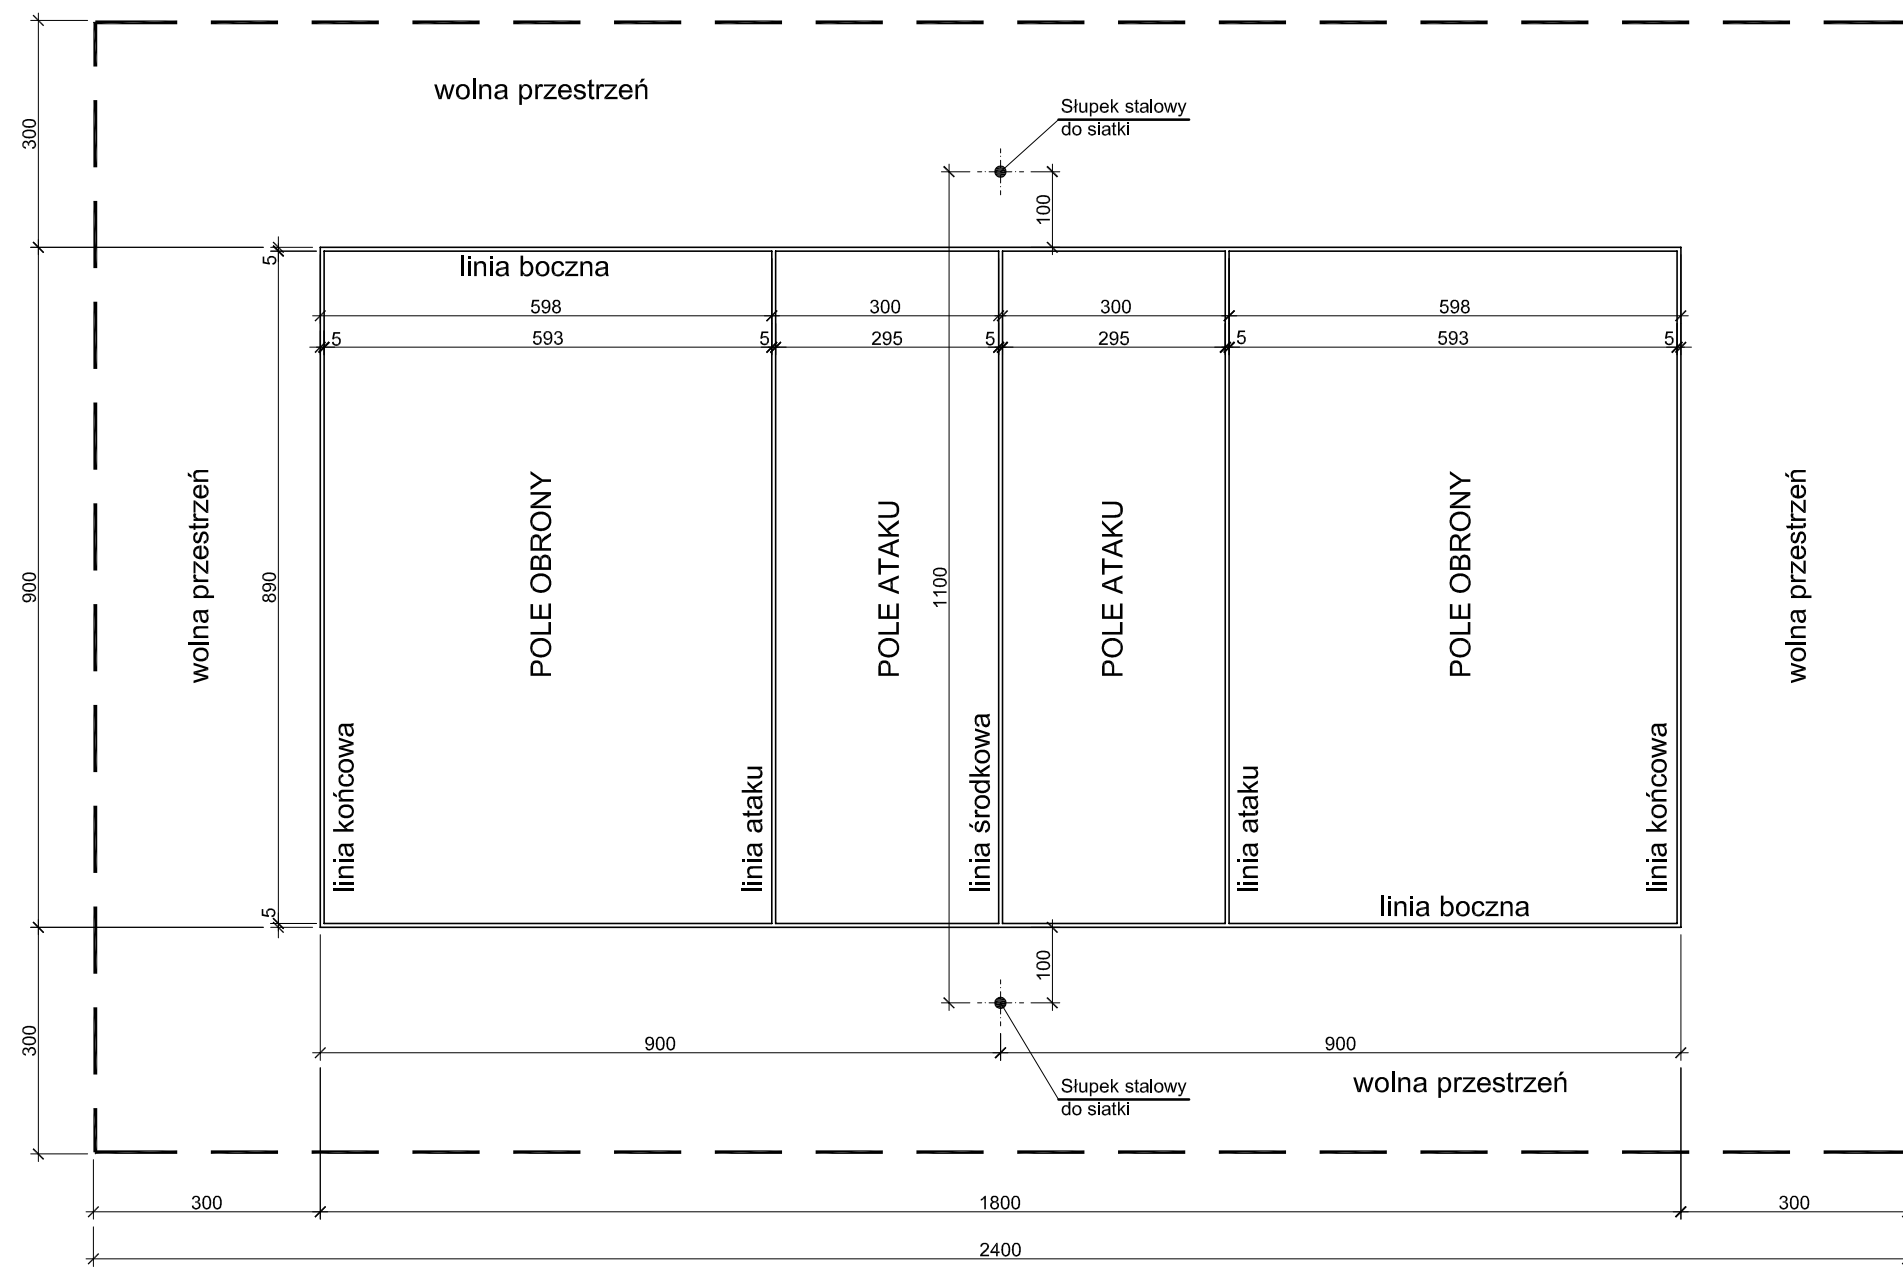 wolna przestrzeń
Słupek stalowy
do siatki
300
100
5
linia boczna
598
300
300
598
5
593
5
295
5
295
5
593
5
wolna przestrzeń
900
890
POLE OBRONY
POLE ATAKU
1100
POLE ATAKU
POLE OBRONY
wolna przestrzeń
linia końcowa
linia ataku
linia środkowa
linia ataku
linia końcowa
5
linia boczna
100
300
900
900
Słupek stalowy
do siatki
wolna przestrzeń
300
1800
300
2400